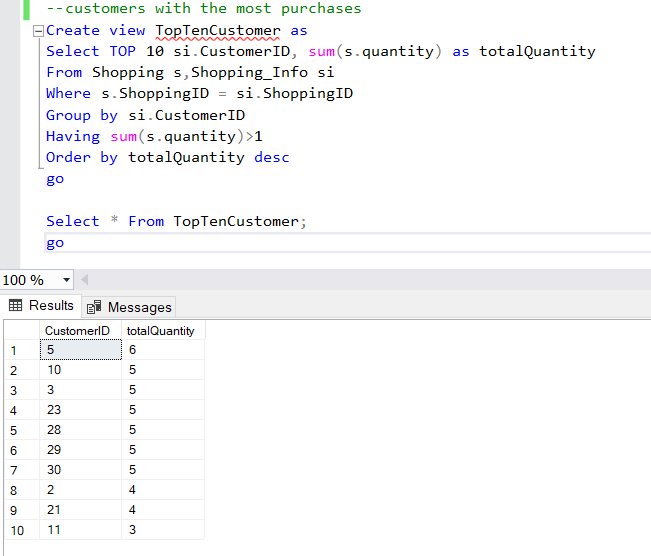 --customers with the most purchases
Create view TopTenCustomer as
Select TOP 10 si.CustomerID, sum(s.quantity) as totalQuantity
From Shopping s,Shopping_Info si
Where s.ShoppingID = si.ShoppingID
Group by si.CustomerID
Having sum(s.quantity)>1
Order by totalQuantity desc
go

Select * From TopTenCustomer;
go
100 %
Results Messages
CustomerID totalQuantity
1 5 6
2 10 5
3 3 5
4 23 5
5 28 5
6 29 5
7 30 5
8 2 4
9 21 4
10 11 3